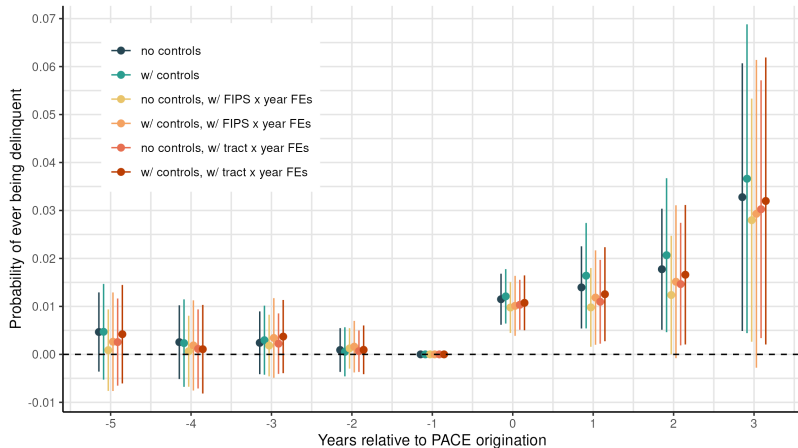 Probability of ever being delinquent
0.07
0.06
0.05
0.04
0.03
0.02
0.01
0.00
-0.01
no controls
w/ controls
no controls, w/ FIPS x year FEs
w/ controls, w/ FIPS x year FEs
no controls, w/ tract x year FEs
w/ controls, w/ tract x year FEs
-5 -4 -3 -2 -1 0 1 2 3
Years relative to PACE origination